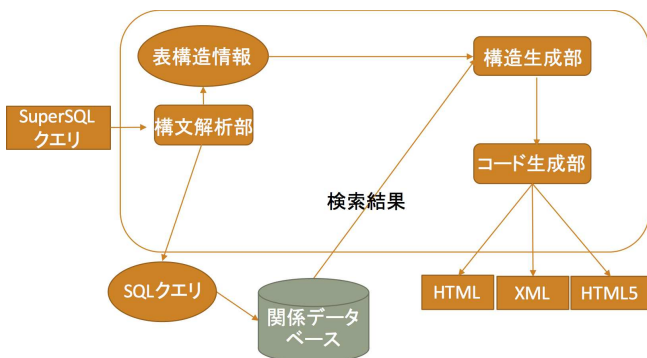 表構造情報
構造生成部
SuperSQL
クエリ
構文解析部
コード生成部
検索結果
SQLクエリ
関係データ
ベース
HTML
XML
HTML5